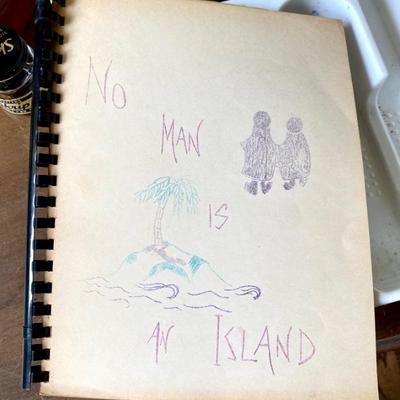 No
MAN
IS
AN ISLAND